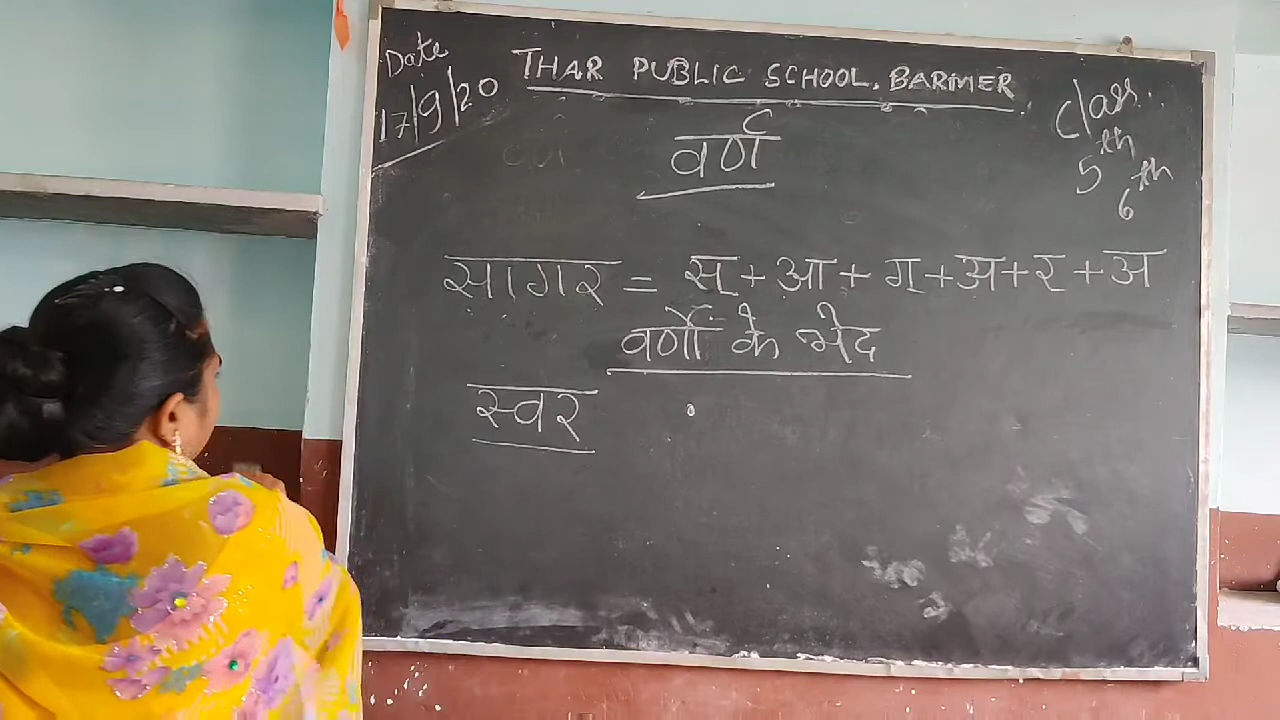 Date
17/9/20
THAR PUBLIC SCHOOL. BARMER
Class..
5th
6th
वर्ण
सागर = स्+आ+ग्+अ+र्+अ
वर्णों के भेद
स्वर